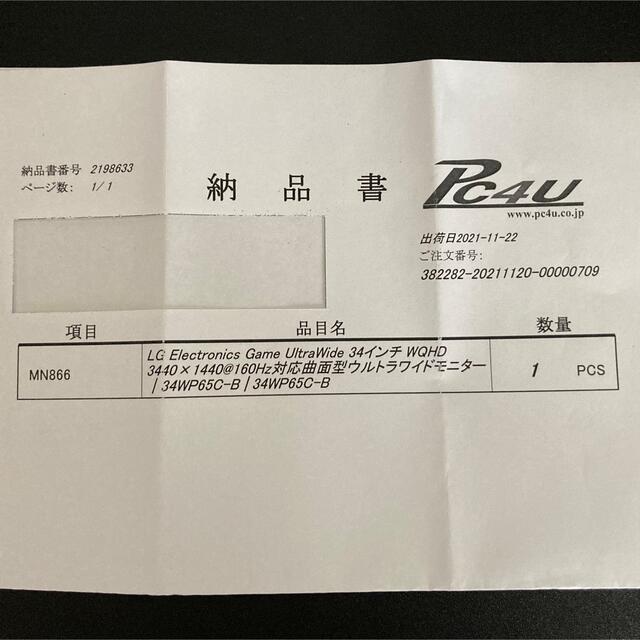 納品書番号 2198633
ページ数: 1/1
納 品 書
PC4U
www.pc4u.co.jp
出荷日2021-11-22
ご注文番号:
382282-20211120-00000709
項目 品目名 数量
MN866
LG Electronics Game UltraWide 34インチ WQHD
3440×1440@160Hz対応曲面型ウルトラワイドモニター
| 34WP65C-B | 34WP65C-B
1 PCS